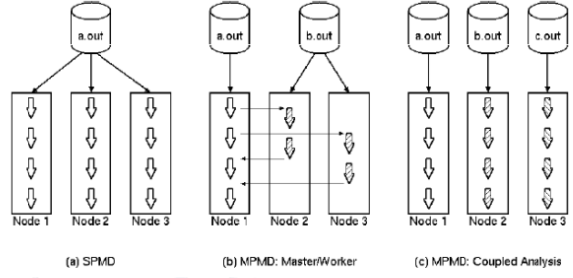 a.out
a.out b.out
a.out b.out c.out
Node 1 Node 2 Node 3
Node 1 Node 2 Node 3
Node 1 Node 2 Node 3
(a) SPMD
(b) MPMD: Master/Worker
(c) MPMD: Coupled Analysis